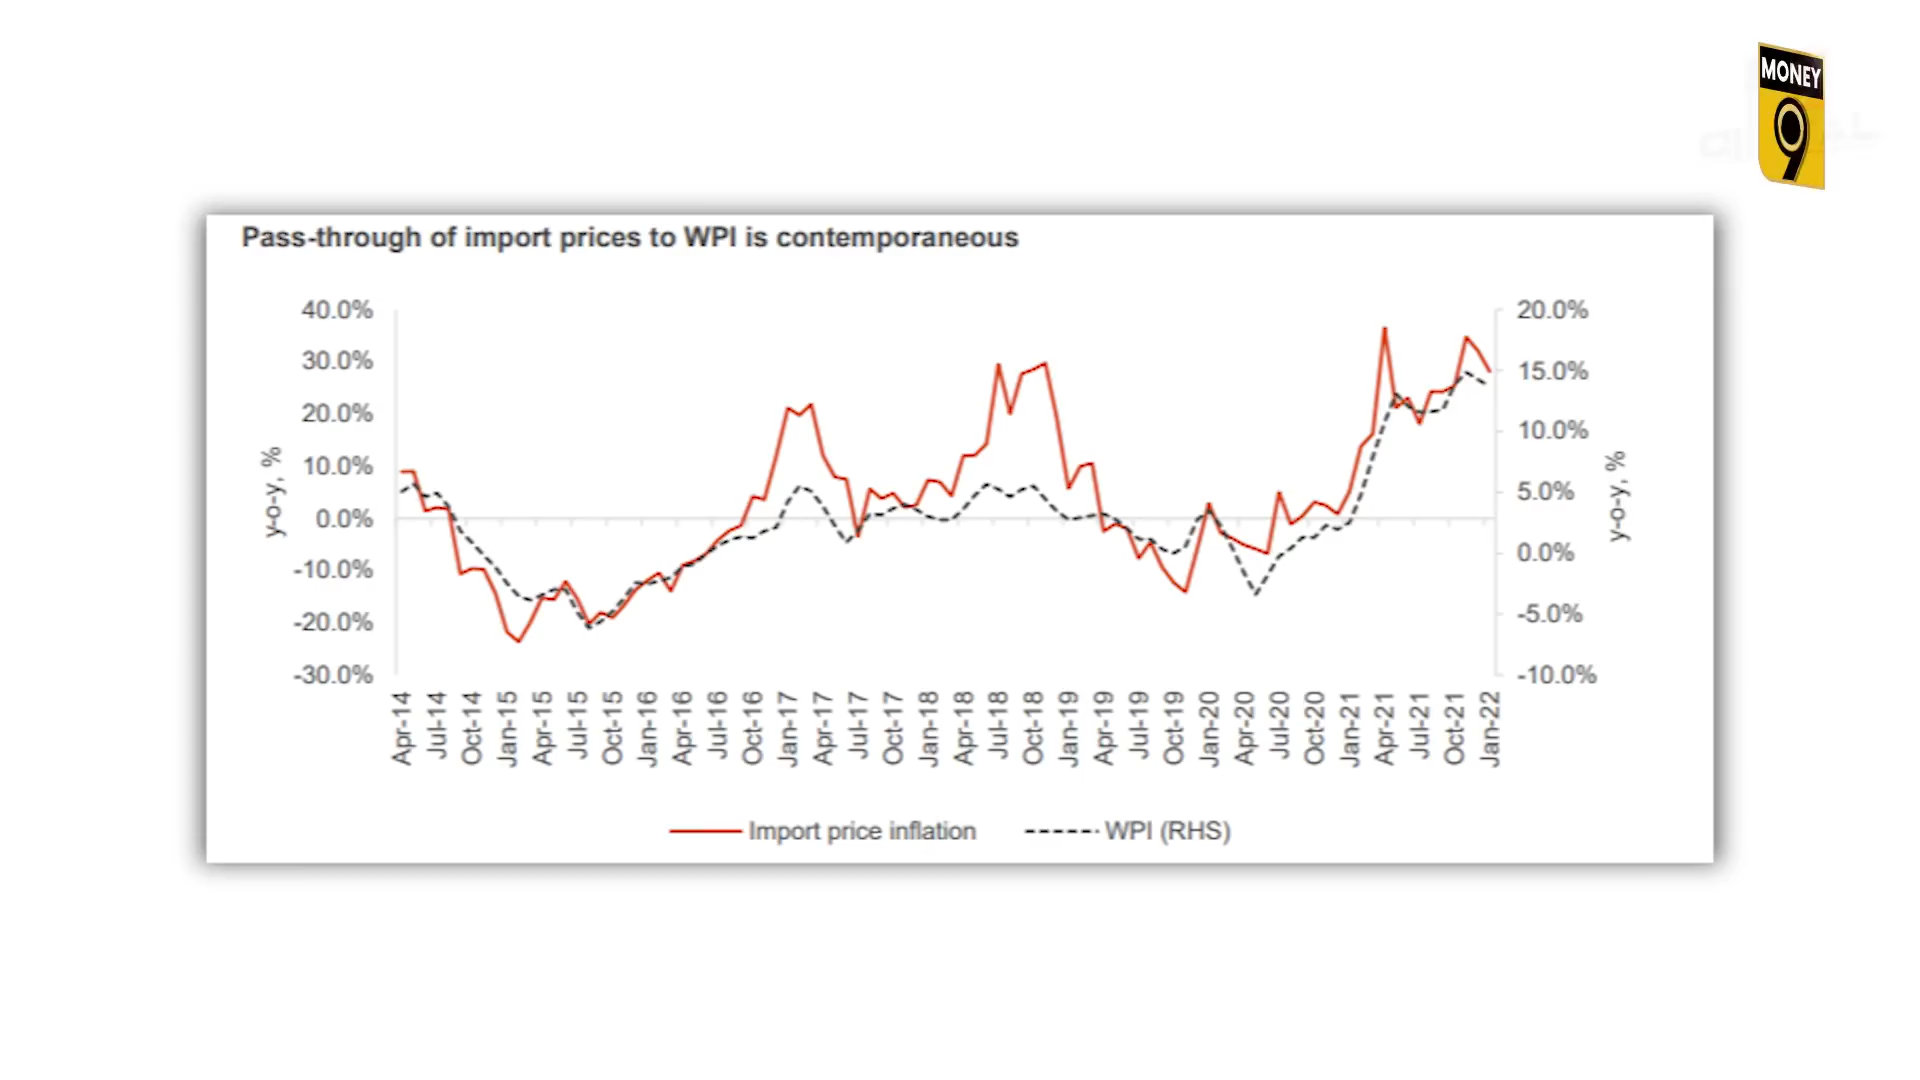 MONEY
9
Pass-through of import prices to WPI is contemporaneous
40.0%
30.0%
20.0%
10.0%
0.0%
-10.0%
-20.0%
-30.0%
y-o-y, %
20.0%
15.0%
10.0%
5.0%
0.0%
-5.0%
-10.0%
y-o-y, %
Apr-14
Jul-14
Oct-14
Jan-15
Apr-15
Jul-15
Oct-15
Jan-16
Apr-16
Jul-16
Oct-16
Jan-17
Apr-17
Jul-17
Oct-17
Jan-18
Apr-18
Jul-18
Oct-18
Jan-19
Apr-19
Jul-19
Oct-19
Jan-20
Apr-20
Jul-20
Oct-20
Jan-21
Apr-21
Jul-21
Oct-21
Jan-22
Import price inflation
WPI (RHS)